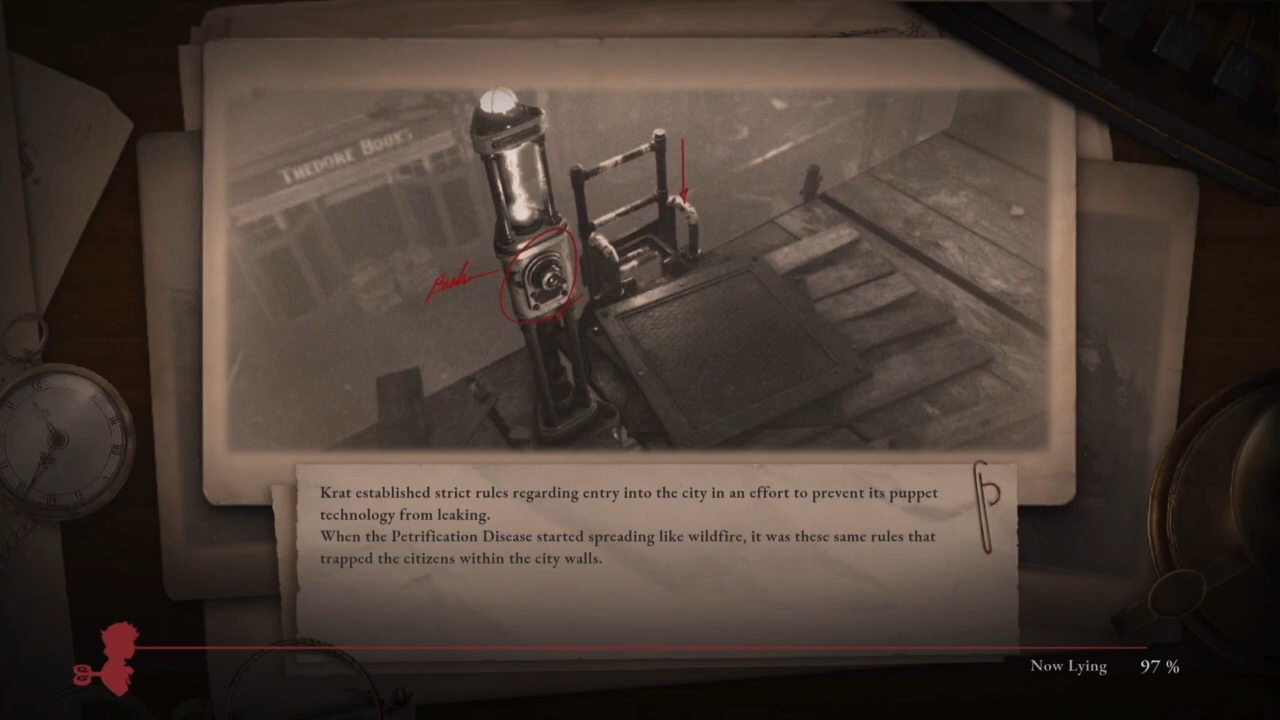 THEDORE BOOKS
Push
Krat established strict rules regarding entry into the city in an effort to prevent its puppet
technology from leaking.
When the Petrification Disease started spreading like wildfire, it was these same rules that
trapped the citizens within the city walls.
Now Lying 97 %